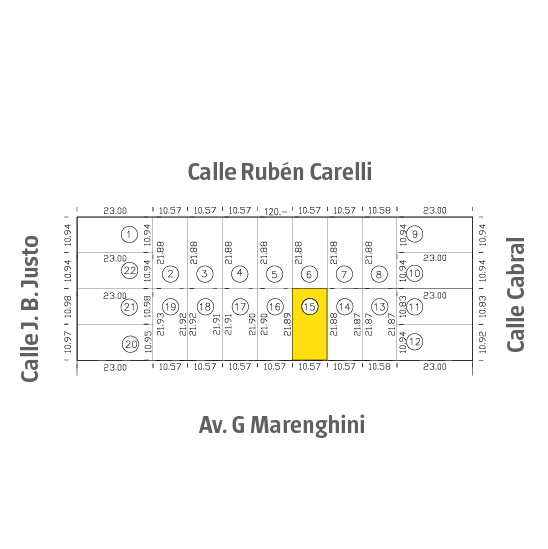 Calle Rubén Carelli
23.00 10.57 10.57 10.57 120.— 10.57 10.57 10.58 23.00
Calle J. B. Justo
Calle Cabral
10.94 1 10.94 21.88 21.88 21.88 21.88 21.88 21.88 10.94 9 10.94
23.00 23.00
10.94 22 10.94 2 3 4 5 6 7 8 10.94 10 10.94
23.00 23.00
10.98 21 10.98 19 18 17 16 15 14 13 10.83 11 10.83
21.93 21.92 21.92 21.91 21.91 21.90 21.90 21.89 21.88 21.87 21.87 21.87
10.97 20 10.95 10.94 12 10.92
23.00 10.57 10.57 10.57 10.57 10.57 10.57 10.58 23.00
Av. G Marenghini